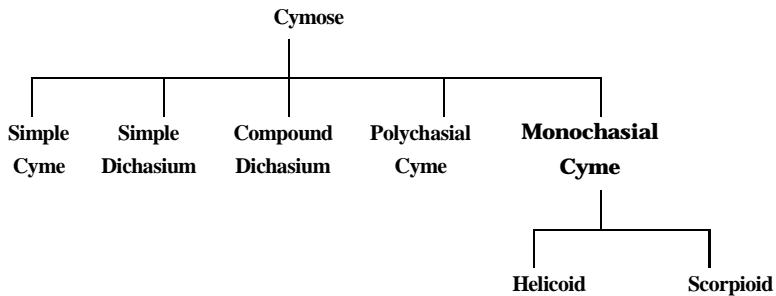 Cymose
Simple Simple Compound Polychasial Monochasial
Cyme Dichasium Dichasium Cyme Cyme
Helicoid Scorpioid